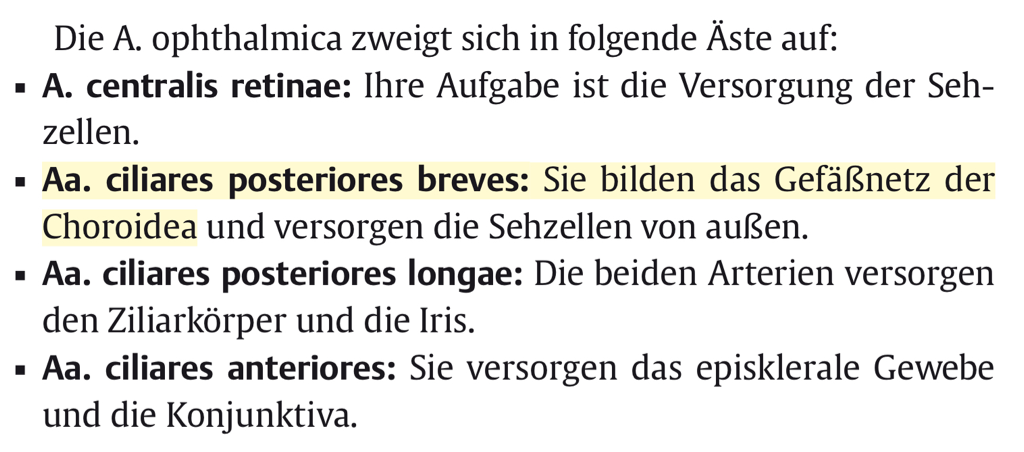 Die A. ophthalmica zweigt sich in folgende Äste auf:
▪ A. centralis retinae: Ihre Aufgabe ist die Versorgung der Seh-
zellen.
▪ Aa. ciliares posteriores breves: Sie bilden das Gefäßnetz der
Choroidea und versorgen die Sehzellen von außen.
▪ Aa. ciliares posteriores longae: Die beiden Arterien versorgen
den Ziliarkörper und die Iris.
▪ Aa. ciliares anteriores: Sie versorgen das episklerale Gewebe
und die Konjunktiva.